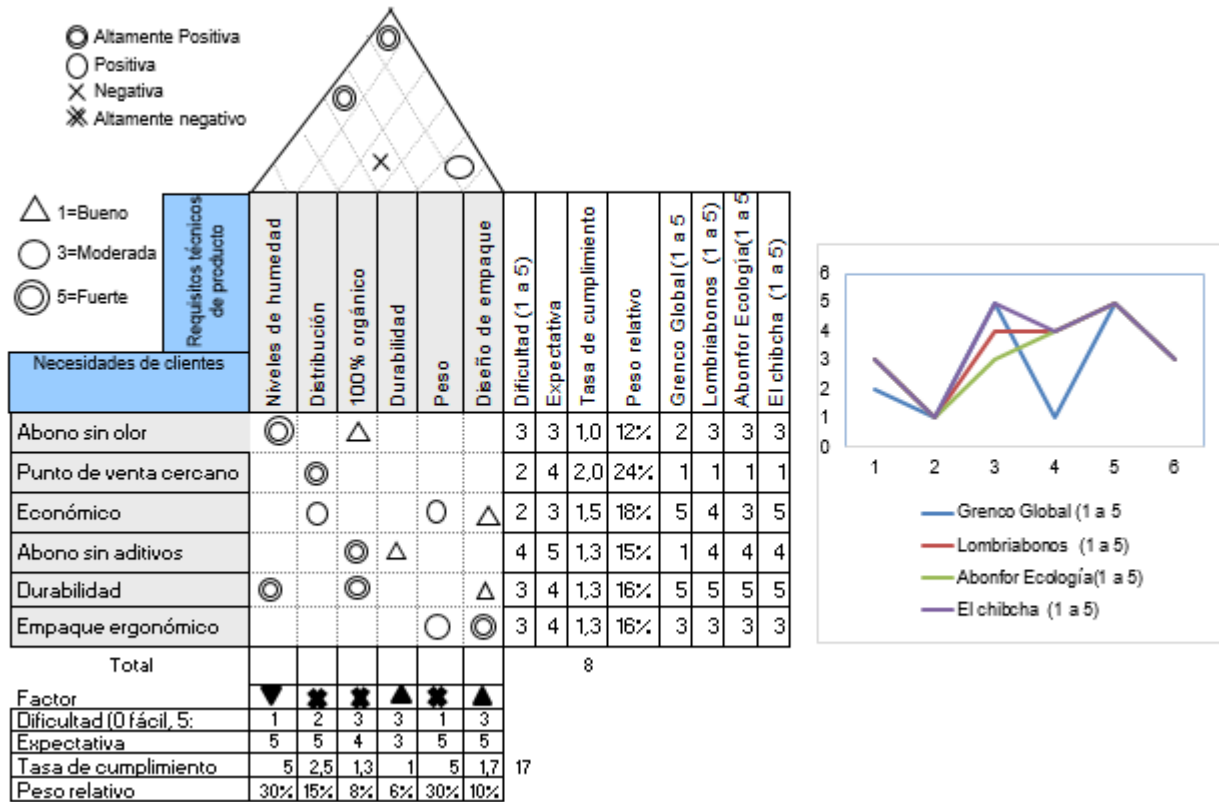 Altamente Positiva
Positiva
Negativa
Altamente negativo
1=Bueno
3=Moderada
5=Fuerte
Requisitos técnicos de producto
Necesidades de clientes
Niveles de humedad
Distribución
100% orgánico
Durabilidad
Peso
Diseño de empaque
Dificultad (1 a 5)
Expectativa
Tasa de cumplimiento
Peso relativo
Grenco Global (1 a 5
Lombriabonos (1 a 5)
Abonfor Ecología(1 a 5
El chibcha (1 a 5)
Abono sin olor 3 3 1,0 12% 2 3 3 3
Punto de venta cercano 2 4 2,0 24% 1 1 1 1
Económico 2 3 1,5 18% 5 4 3 5
Abono sin aditivos 4 5 1,3 15% 1 4 4 4
Durabilidad 3 4 1,3 16% 5 5 5 5
Empaque ergonómico 3 4 1,3 16% 3 3 3 3
Total 8
Factor
Dificultad (0 fácil, 5: 1 2 3 3 1 3
Expectativa 5 5 4 3 5 5
Tasa de cumplimiento 5 2,5 1,3 1 5 1,7 17
Peso relativo 30% 15% 8% 6% 30% 10%
6
5
4
3
2
1
0
1 2 3 4 5 6
Grenco Global (1 a 5
Lombriabonos (1 a 5)
Abonfor Ecología(1 a 5)
El chibcha (1 a 5)